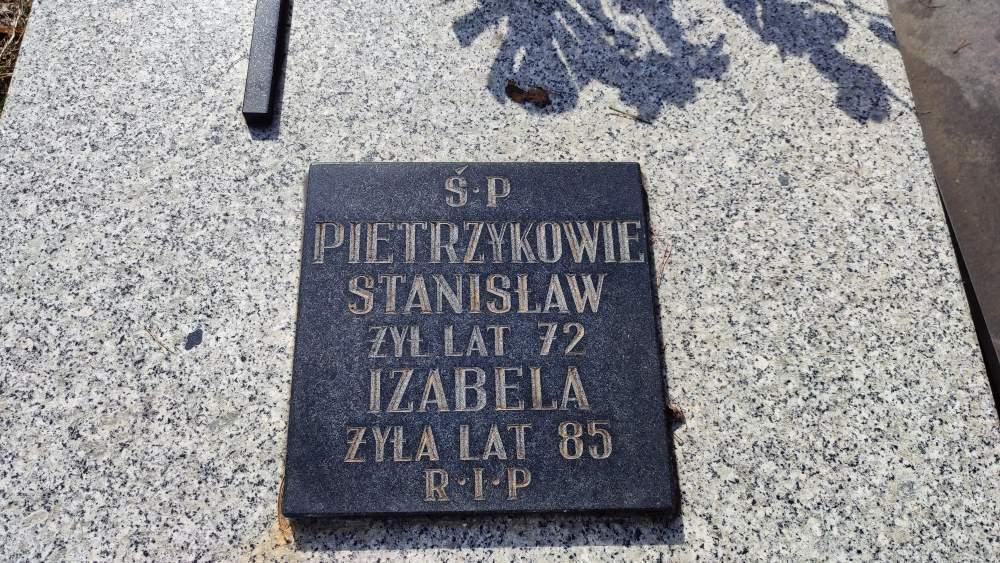 Ś·P
PIETRZYKOWIE
STANISŁAW
ŻYŁ LAT 72
IZABELA
ŻYŁA LAT 85
R·I·P